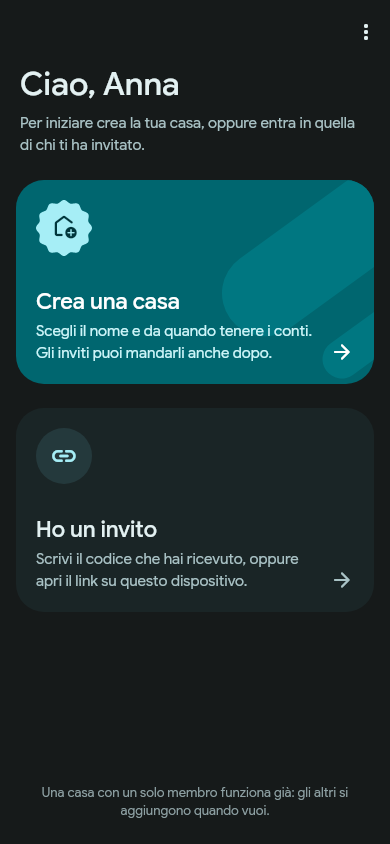 Ciao, Anna
Per iniziare crea la tua casa, oppure entra in quella
di chi ti ha invitato.
Crea una casa
Scegli il nome e da quando tenere i conti.
Gli inviti puoi mandarli anche dopo.
Ho un invito
Scrivi il codice che hai ricevuto, oppure
apri il link su questo dispositivo.
Una casa con un solo membro funziona già: gli altri si
aggiungono quando vuoi.